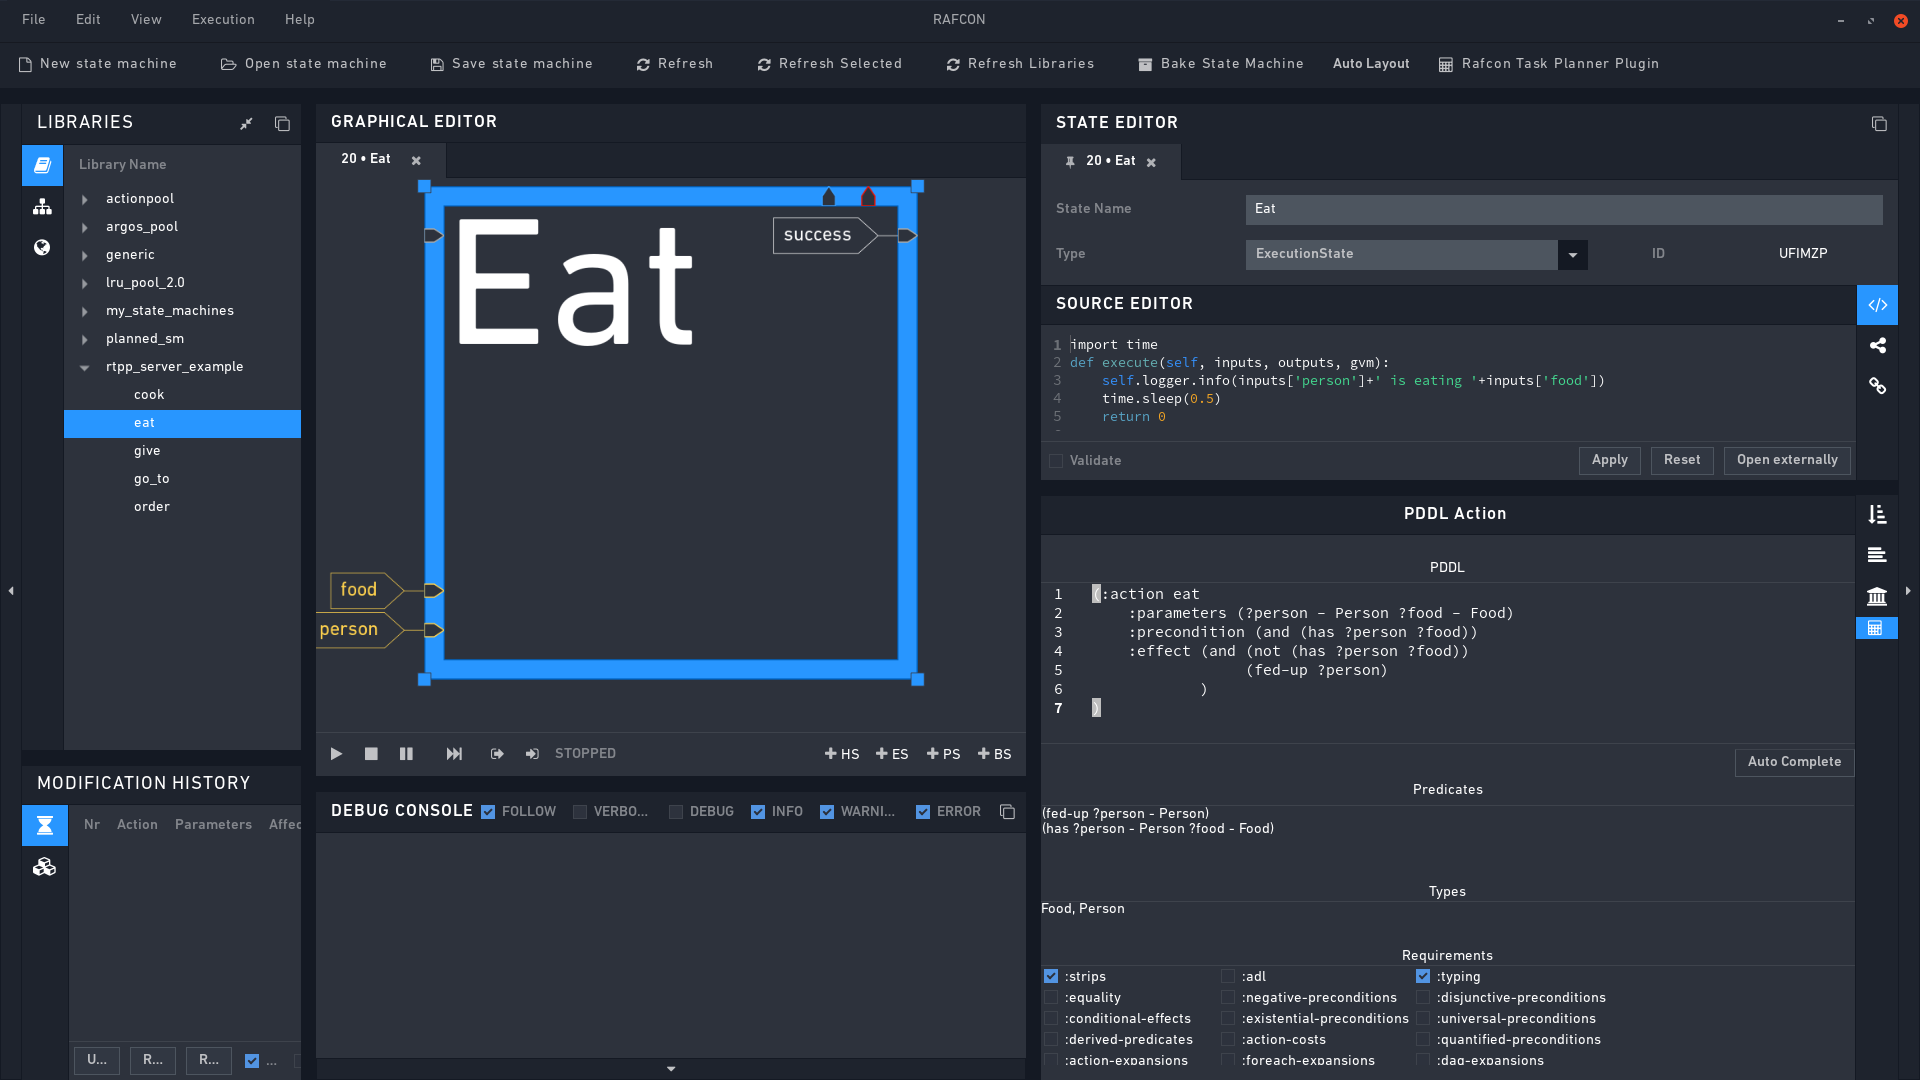 File Edit View Execution Help RAFCON
New state machine Open state machine Save state machine Refresh Refresh Selected Refresh Libraries Bake State Machine Auto Layout Rafcon Task Planner Plugin
LIBRARIES
Library Name
actionpool
argos_pool
generic
lru_pool_2.0
my_state_machines
planned_sm
rtpp_server_example
cook
eat
give
go_to
order
MODIFICATION HISTORY
Nr Action Parameters Affec
U... R... R... ...
GRAPHICAL EDITOR
20 • Eat
Eat
success
food
person
STOPPED HS ES PS BS
DEBUG CONSOLE FOLLOW VERBO... DEBUG INFO WARNI... ERROR
STATE EDITOR
20 • Eat
State Name Eat
Type ExecutionState ID UFIMZP
SOURCE EDITOR
1 import time
2 def execute(self, inputs, outputs, gvm):
3     self.logger.info(inputs['person']+' is eating '+inputs['food'])
4     time.sleep(0.5)
5     return 0
Validate Apply Reset Open externally
PDDL Action
PDDL
1 (:action eat
2     :parameters (?person - Person ?food - Food)
3     :precondition (and (has ?person ?food))
4     :effect (and (not (has ?person ?food))
5                  (fed-up ?person)
6             )
7 )
Auto Complete
Predicates
(fed-up ?person - Person)
(has ?person - Person ?food - Food)
Types
Food, Person
Requirements
:strips :adl :typing
:equality :negative-preconditions :disjunctive-preconditions
:conditional-effects :existential-preconditions :universal-preconditions
:derived-predicates :action-costs :quantified-preconditions
:action-expansions :foreach-expansions :dag-expansions